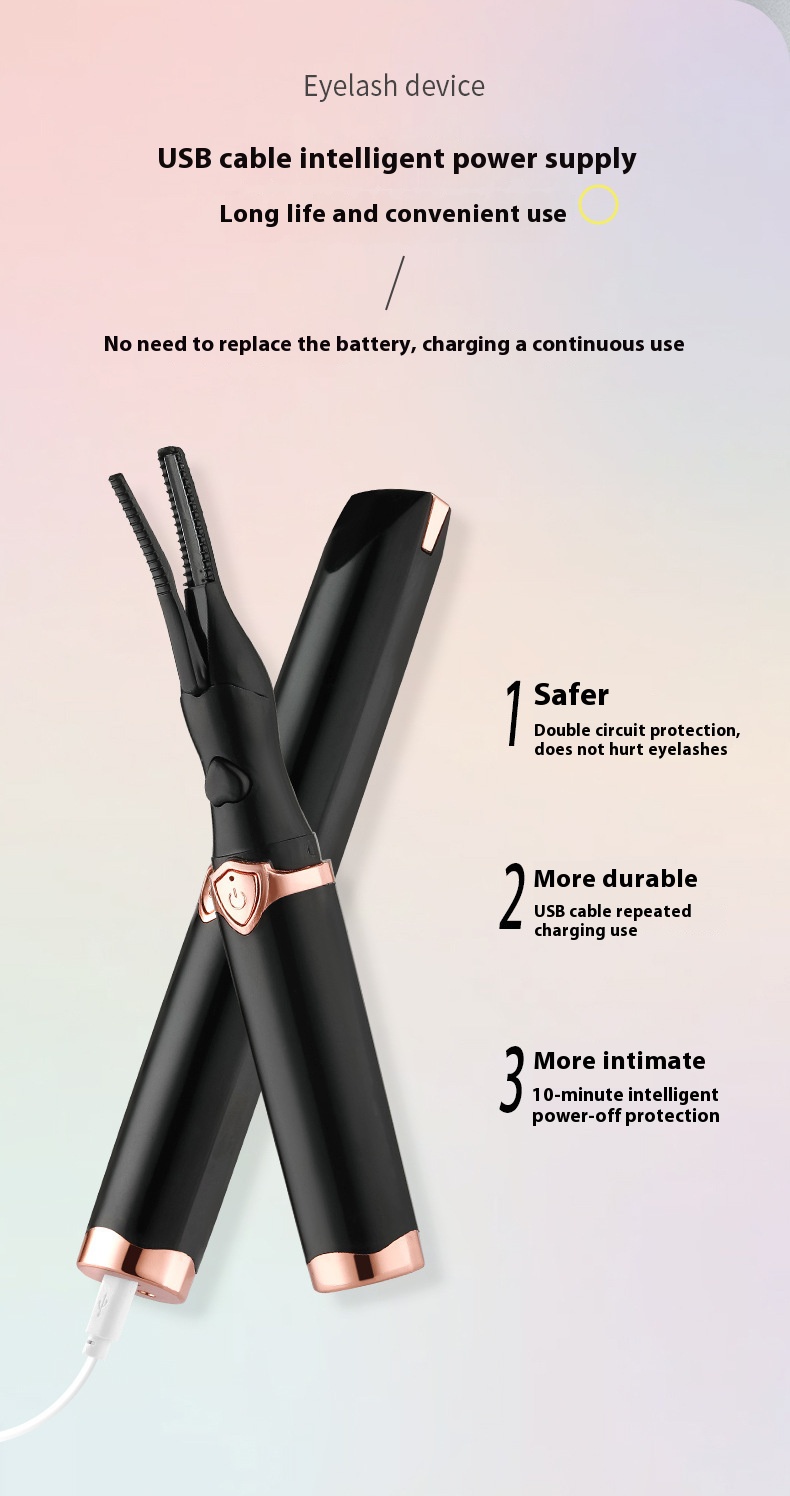 Eyelash device
USB cable intelligent power supply
Long life and convenient use
No need to replace the battery, charging a continuous use
1 Safer
Double circuit protection,
does not hurt eyelashes
2 More durable
USB cable repeated
charging use
3 More intimate
10-minute intelligent
power-off protection